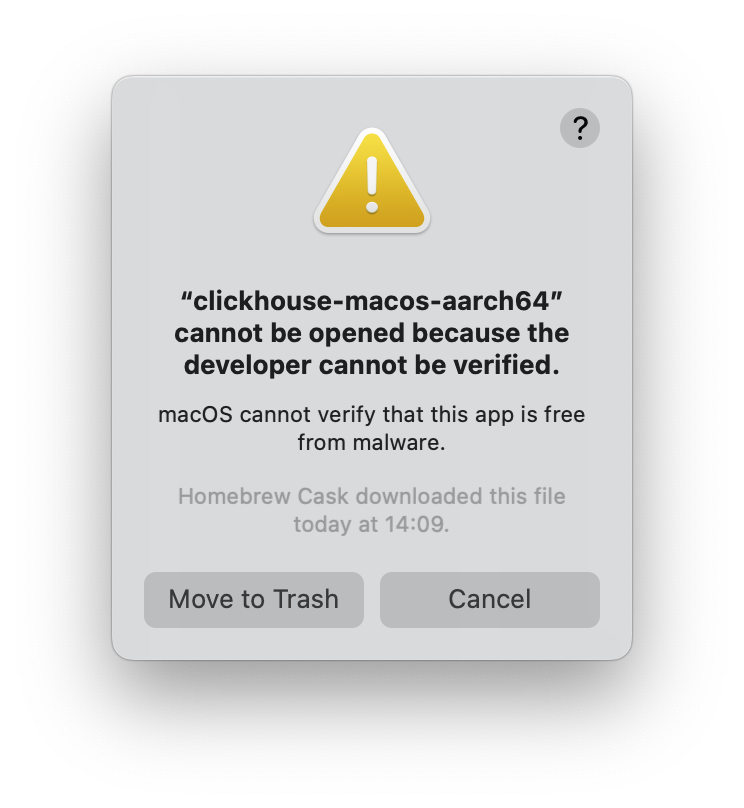 ?
“clickhouse-macos-aarch64”
cannot be opened because the
developer cannot be verified.
macOS cannot verify that this app is free
from malware.
Homebrew Cask downloaded this file
today at 14:09.
Move to Trash
Cancel